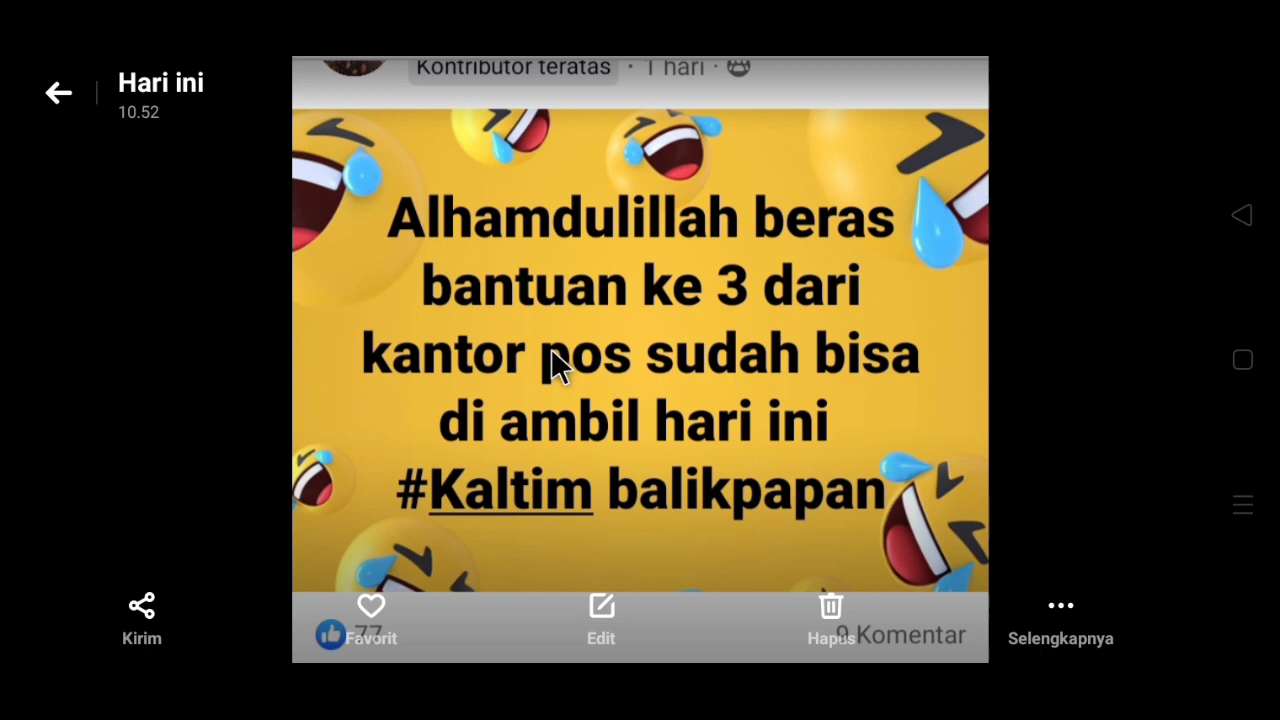 Hari ini
10.52
Kontributor teratas · 1 hari ·
Alhamdulillah beras
bantuan ke 3 dari
kantor pos sudah bisa
di ambil hari ini
#Kaltim balikpapan
77
9 Komentar
Kirim
Favorit
Edit
Hapus
Selengkapnya